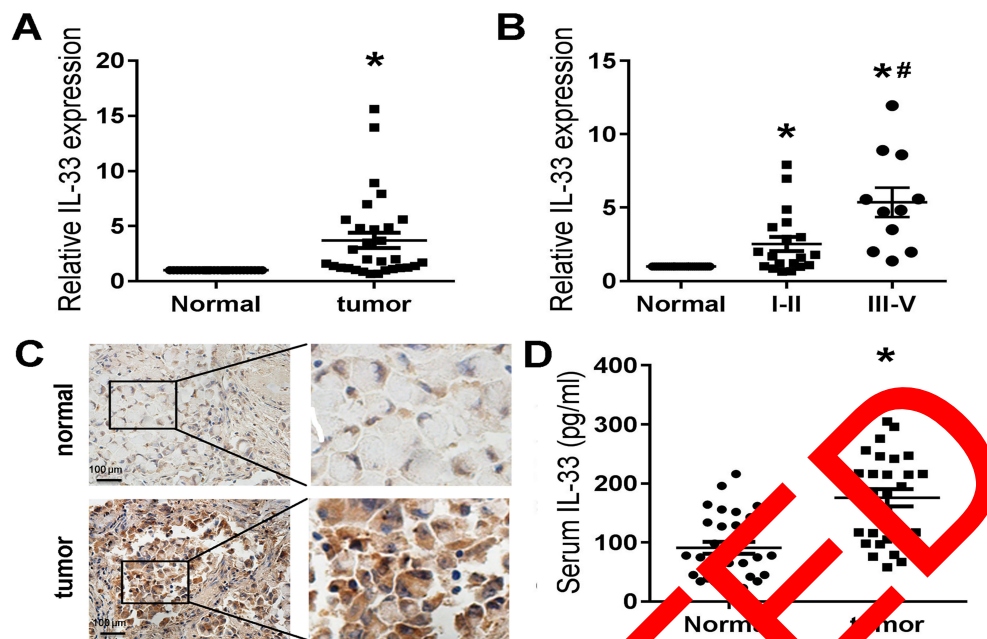 A
Relative IL-33 expression
20
15
10
5
0
*
Normal
tumor
B
Relative IL-33 expression
15
10
5
0
*
*#
Normal
I-II
III-V
C
normal
100 μm
tumor
100 μm
D
Serum IL-33 (pg/ml)
400
300
200
100
0
*
tumor